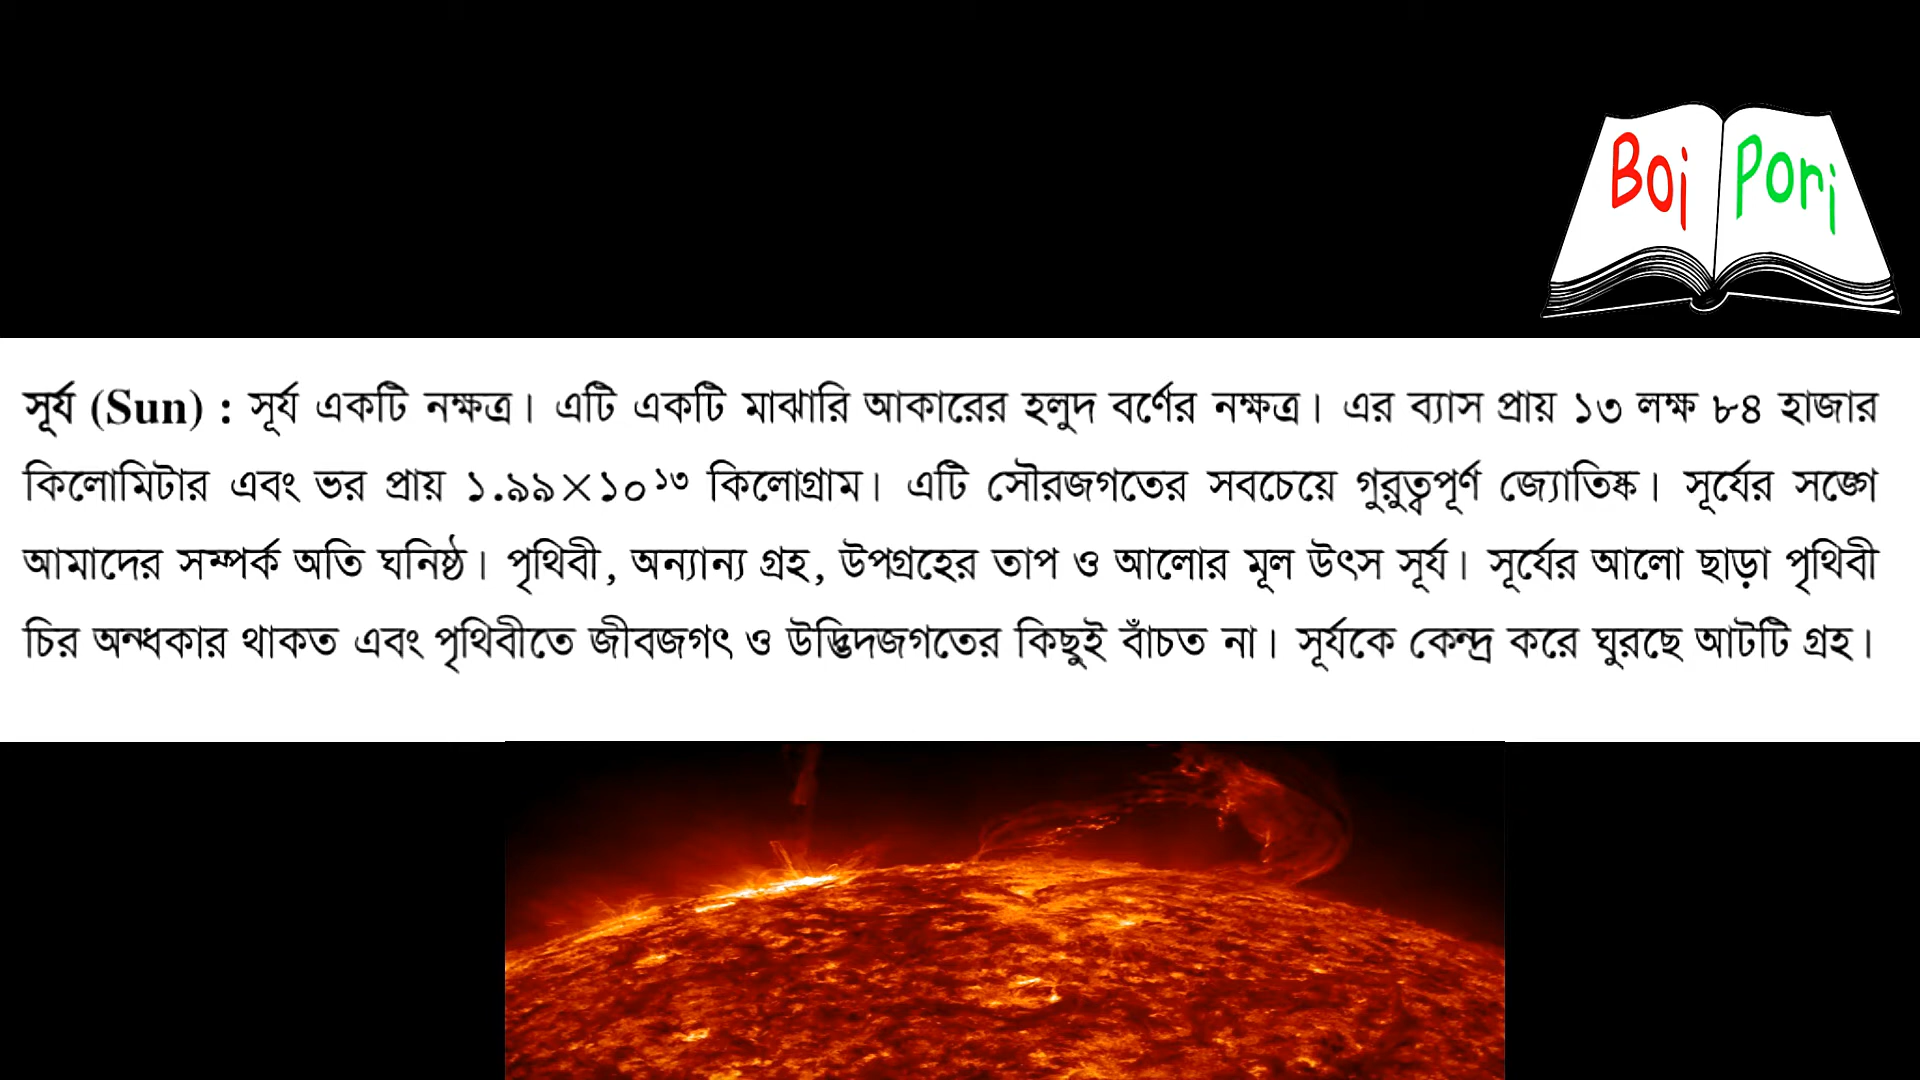 Boi Pori
সূর্য (Sun) : সূর্য একটি নক্ষত্র। এটি একটি মাঝারি আকারের হলুদ বর্ণের নক্ষত্র। এর ব্যাস প্রায় ১৩ লক্ষ ৮৪ হাজার
কিলোমিটার এবং ভর প্রায় ১.৯৯×১০¹³ কিলোগ্রাম। এটি সৌরজগতের সবচেয়ে গুরুত্বপূর্ণ জ্যোতিষ্ক। সূর্যের সঙ্গে
আমাদের সম্পর্ক অতি ঘনিষ্ঠ। পৃথিবী, অন্যান্য গ্রহ, উপগ্রহের তাপ ও আলোর মূল উৎস সূর্য। সূর্যের আলো ছাড়া পৃথিবী
চির অন্ধকার থাকত এবং পৃথিবীতে জীবজগৎ ও উদ্ভিদজগতের কিছুই বাঁচত না। সূর্যকে কেন্দ্র করে ঘুরছে আটটি গ্রহ।